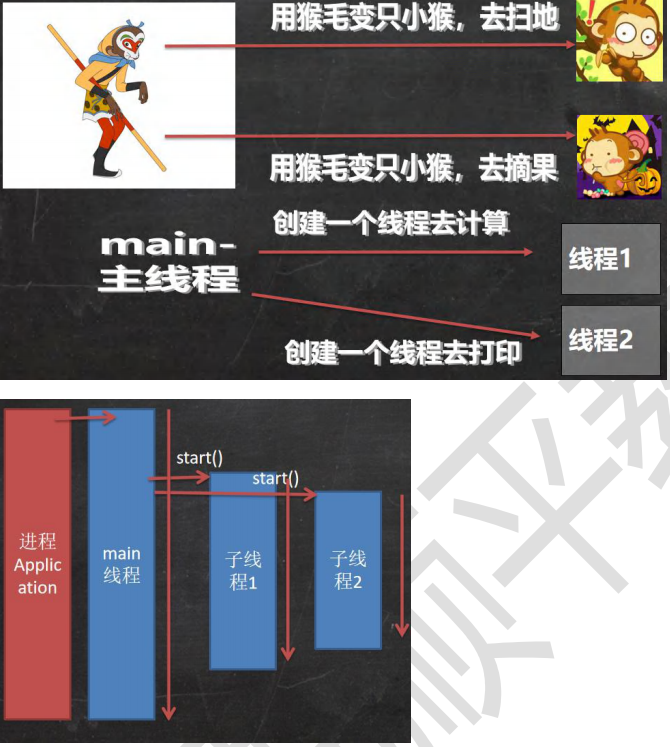 用猴毛变只小猴，去扫地
用猴毛变只小猴，去摘果
创建一个线程去计算
main-
主线程
线程1
创建一个线程去打印
线程2
start()
start()
进程
Applic
ation
main
线程
子线
程1
子线
程2
顺平教